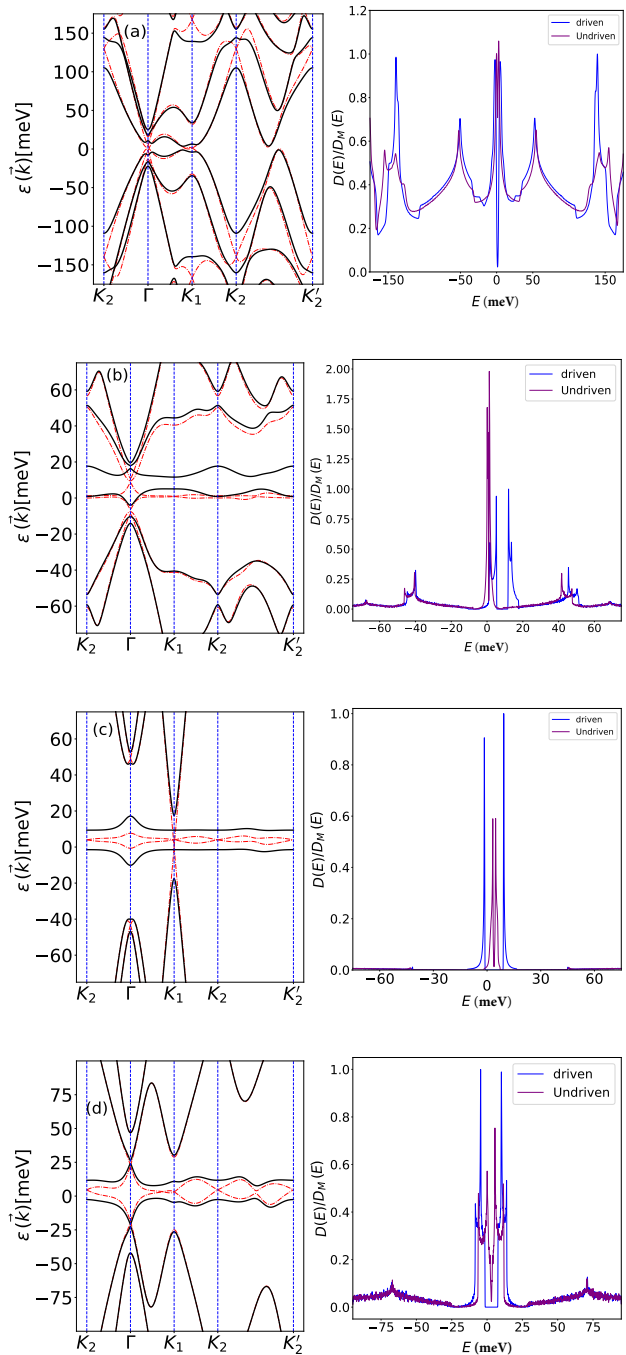 (a)
ε(k⃗)[meV]
150
100
50
0
−50
−100
−150
K₂ Γ K₁ K₂ K₂′
D(E)/D_M(E)
1.2
1.0
0.8
0.6
0.4
0.2
0.0
driven
Undriven
−150 −50 0 50 150
E (meV)
(b)
ε(k⃗)[meV]
60
40
20
0
−20
−40
−60
K₂ Γ K₁ K₂ K₂′
D(E)/D_M(E)
2.00
1.75
1.50
1.25
1.00
0.75
0.50
0.25
0.00
driven
Undriven
−60 −40 −20 0 20 40 60
E (meV)
(c)
ε(k⃗)[meV]
60
40
20
0
−20
−40
−60
K₂ Γ K₁ K₂ K₂′
D(E)/D_M(E)
1.0
0.8
0.6
0.4
0.2
0.0
driven
Undriven
−60 −30 0 30 60
E (meV)
(d)
ε(k⃗)[meV]
75
50
25
0
−25
−50
−75
K₂ Γ K₁ K₂ K₂′
D(E)/D_M(E)
1.0
0.8
0.6
0.4
0.2
0.0
driven
Undriven
−75 −50 −25 0 25 50 75
E (meV)